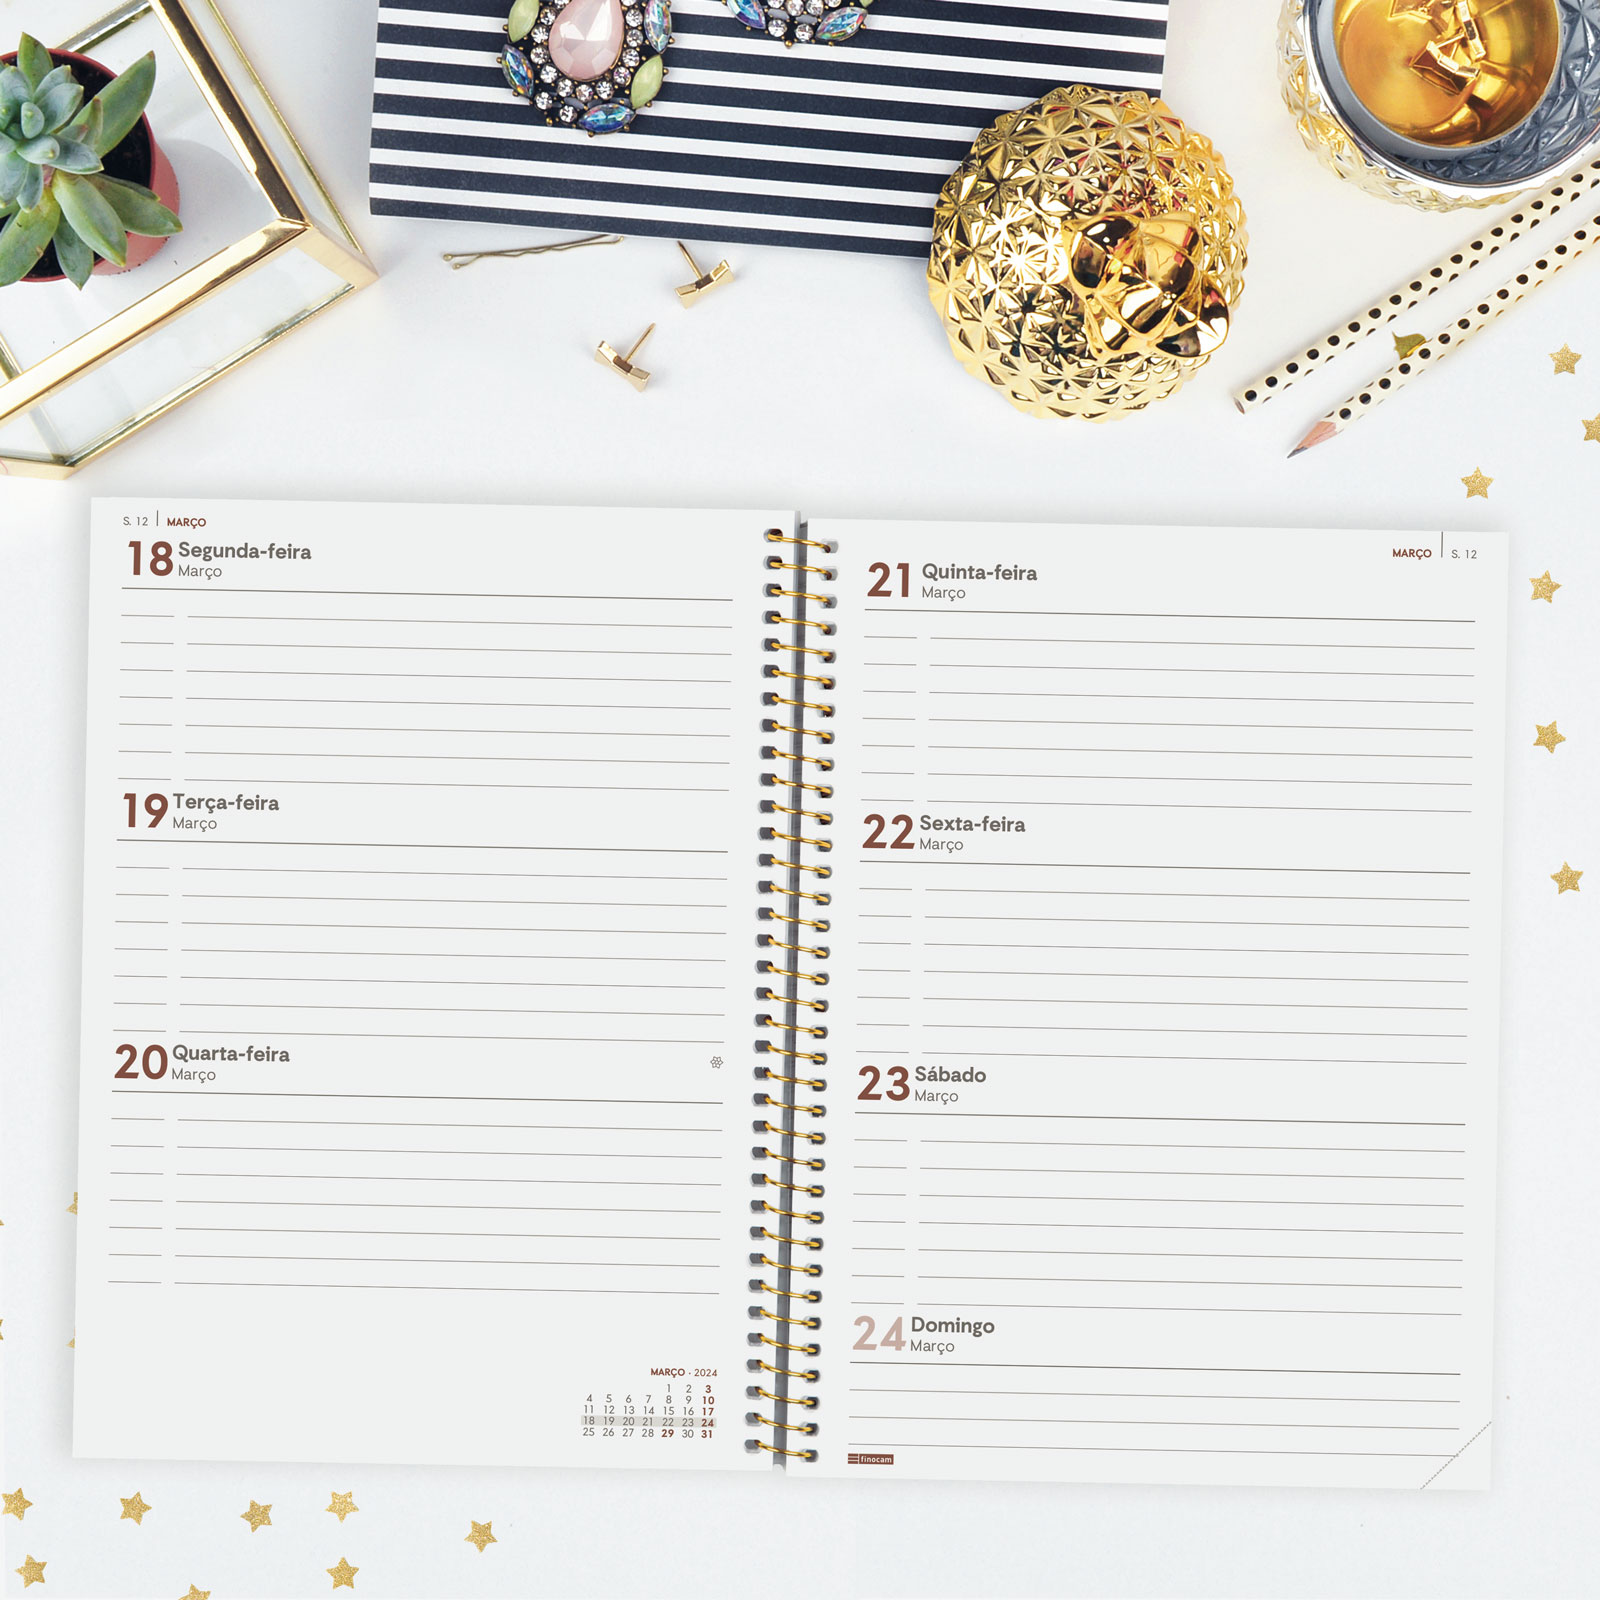 S. 12 | MARÇO
18 Segunda-feira
Março
19 Terça-feira
Março
20 Quarta-feira
Março
MARÇO · 2024
1 2 3
4 5 6 7 8 9 10
11 12 13 14 15 16 17
18 19 20 21 22 23 24
25 26 27 28 29 30 31
MARÇO | S. 12
21 Quinta-feira
Março
22 Sexta-feira
Março
23 Sábado
Março
24 Domingo
Março
finocam